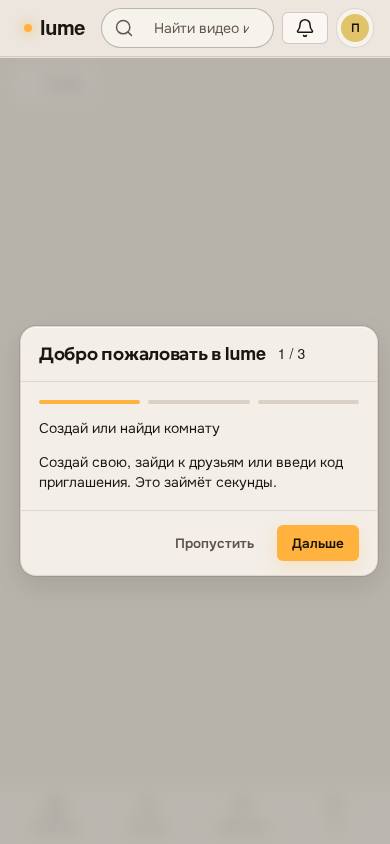 lume
Найти видео и
П
Добро пожаловать в lume 1 / 3
Создай или найди комнату
Создай свою, зайди к друзьям или введи код
приглашения. Это займёт секунды.
Пропустить
Дальше